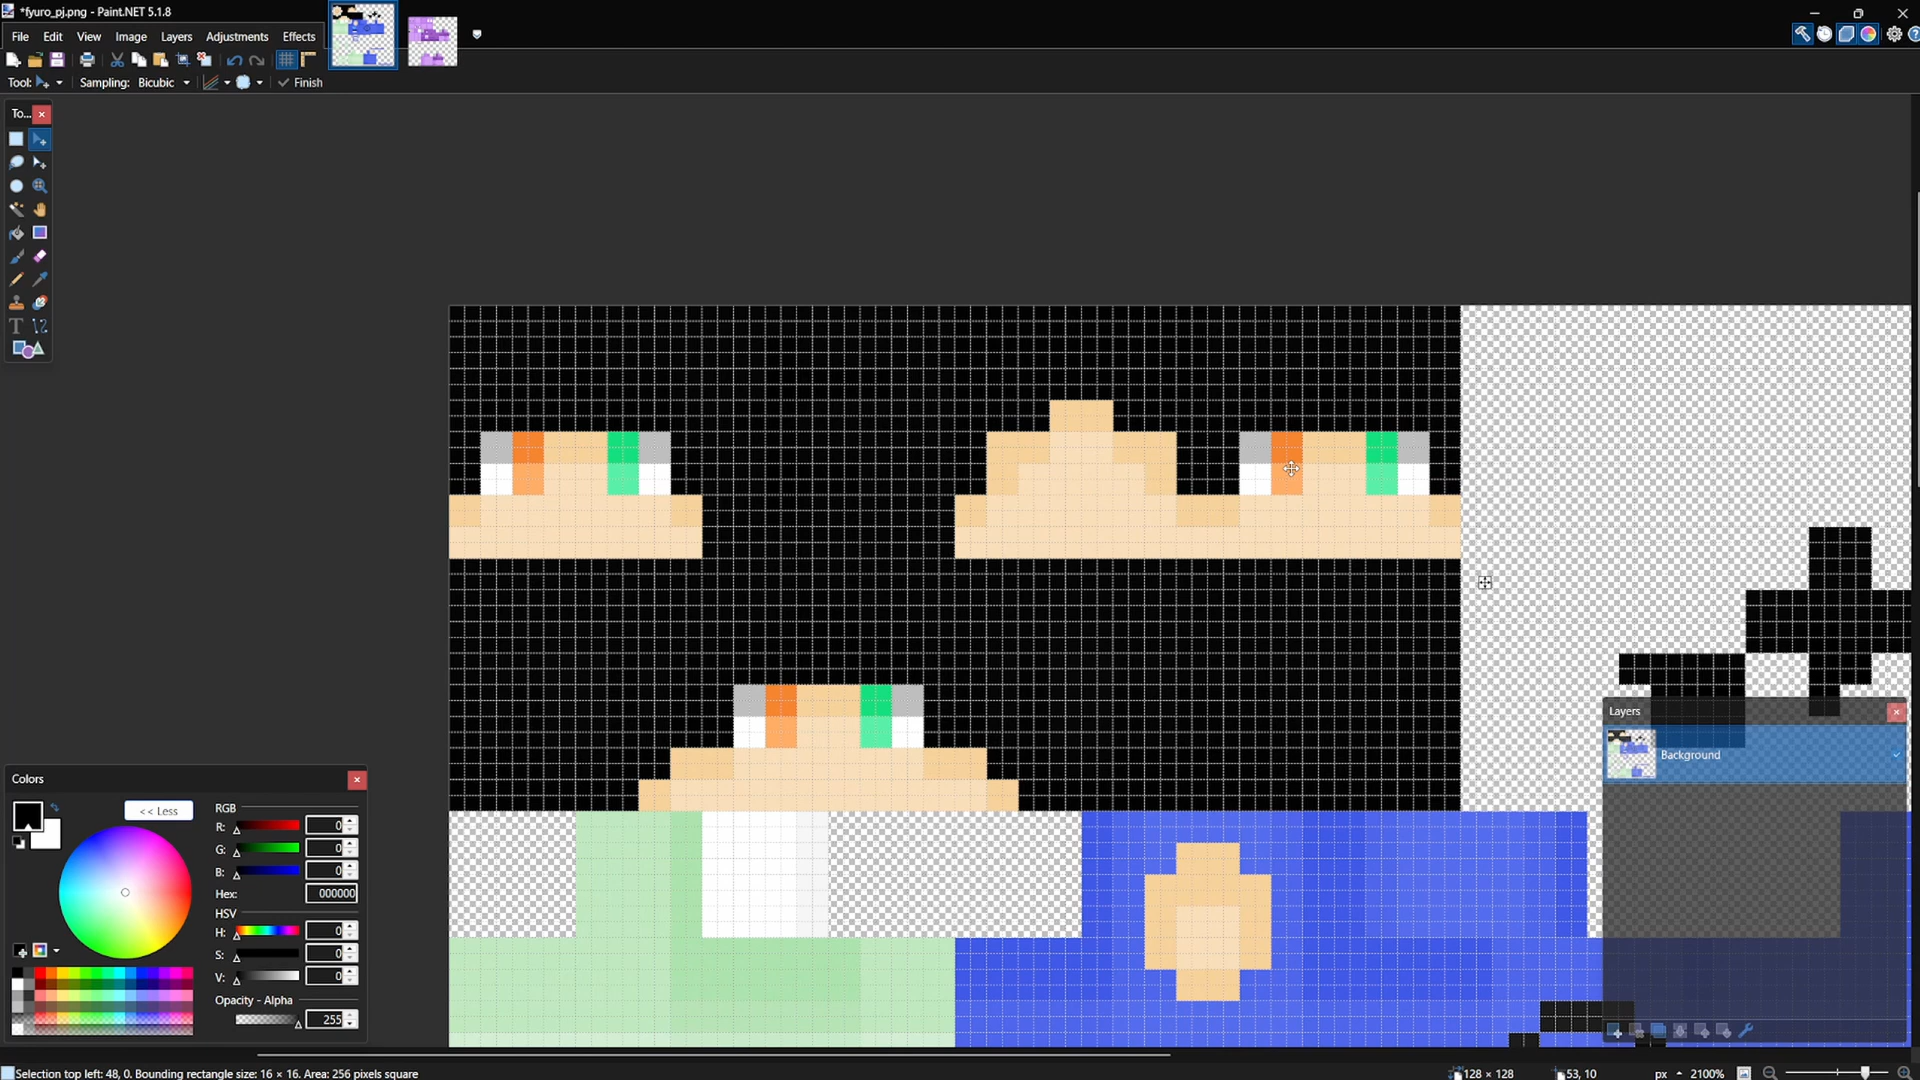 *fyuro_pj.png - Paint.NET 5.1.8
File Edit View Image Layers Adjustments Effects
Tool: Sampling: Bicubic Finish
To...
Layers
Background
Colors
<< Less
RGB
R: 0
G: 0
B: 0
Hex: 000000
HSV
H: 0
S: 0
V: 0
Opacity - Alpha
255
Selection top left: 48, 0. Bounding rectangle size: 16 × 16. Area: 256 pixels square
128 × 128
53, 10
px
2100%